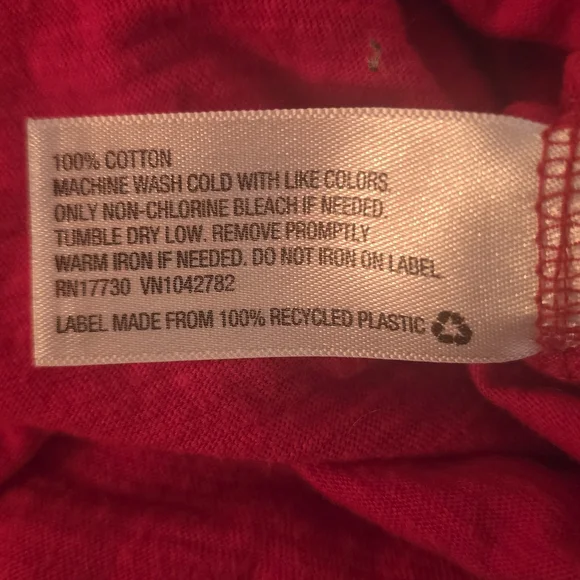 100% COTTON
MACHINE WASH COLD WITH LIKE COLORS.
ONLY NON-CHLORINE BLEACH IF NEEDED.
TUMBLE DRY LOW. REMOVE PROMPTLY.
WARM IRON IF NEEDED. DO NOT IRON ON LABEL.
RN17730 VN1042782
LABEL MADE FROM 100% RECYCLED PLASTIC